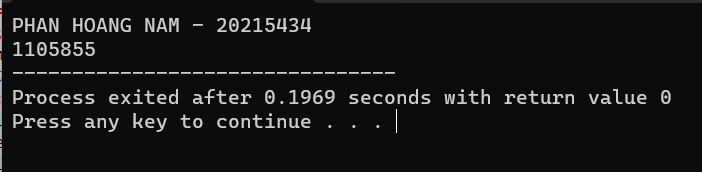 PHAN HOANG NAM - 20215434
1105855
--------------------------------
Process exited after 0.1969 seconds with return value 0
Press any key to continue . . .